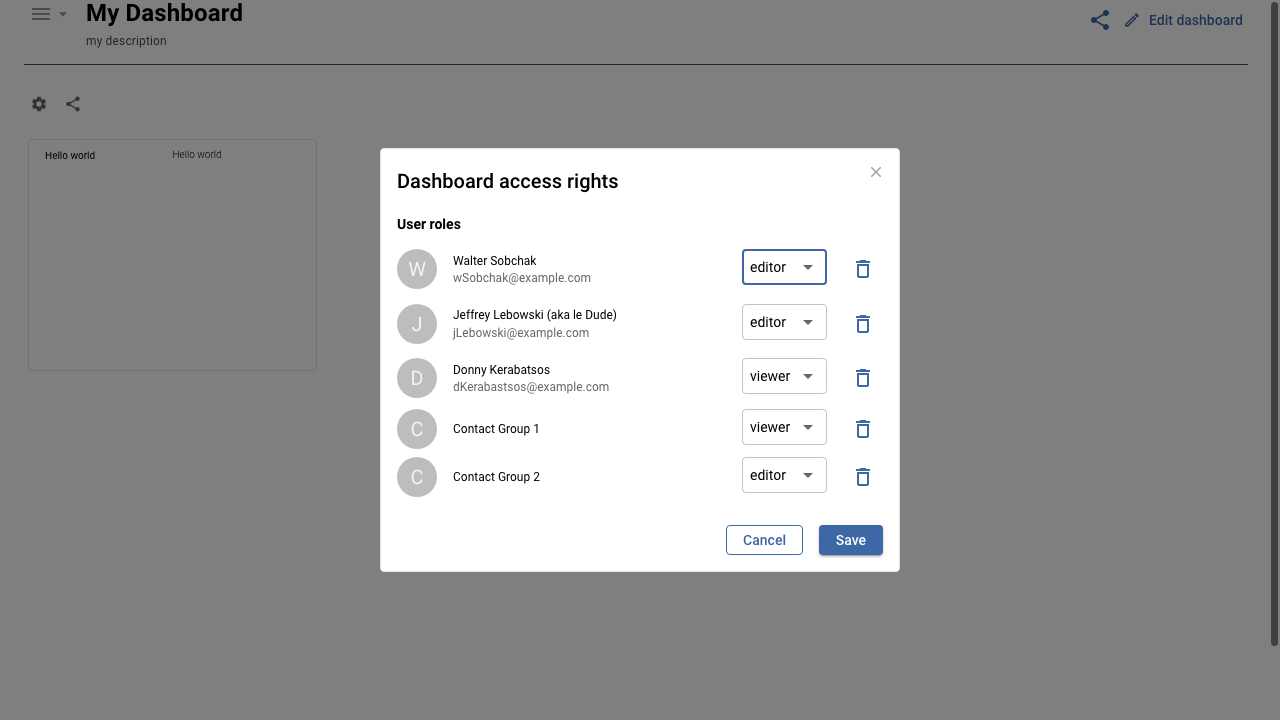 My Dashboard
my description
Edit dashboard
Hello world
Hello world
Dashboard access rights
User roles
W
Walter Sobchak
wSobchak@example.com
editor
J
Jeffrey Lebowski (aka le Dude)
jLebowski@example.com
editor
D
Donny Kerabatsos
dKerabastsos@example.com
viewer
C
Contact Group 1
viewer
C
Contact Group 2
editor
Cancel
Save